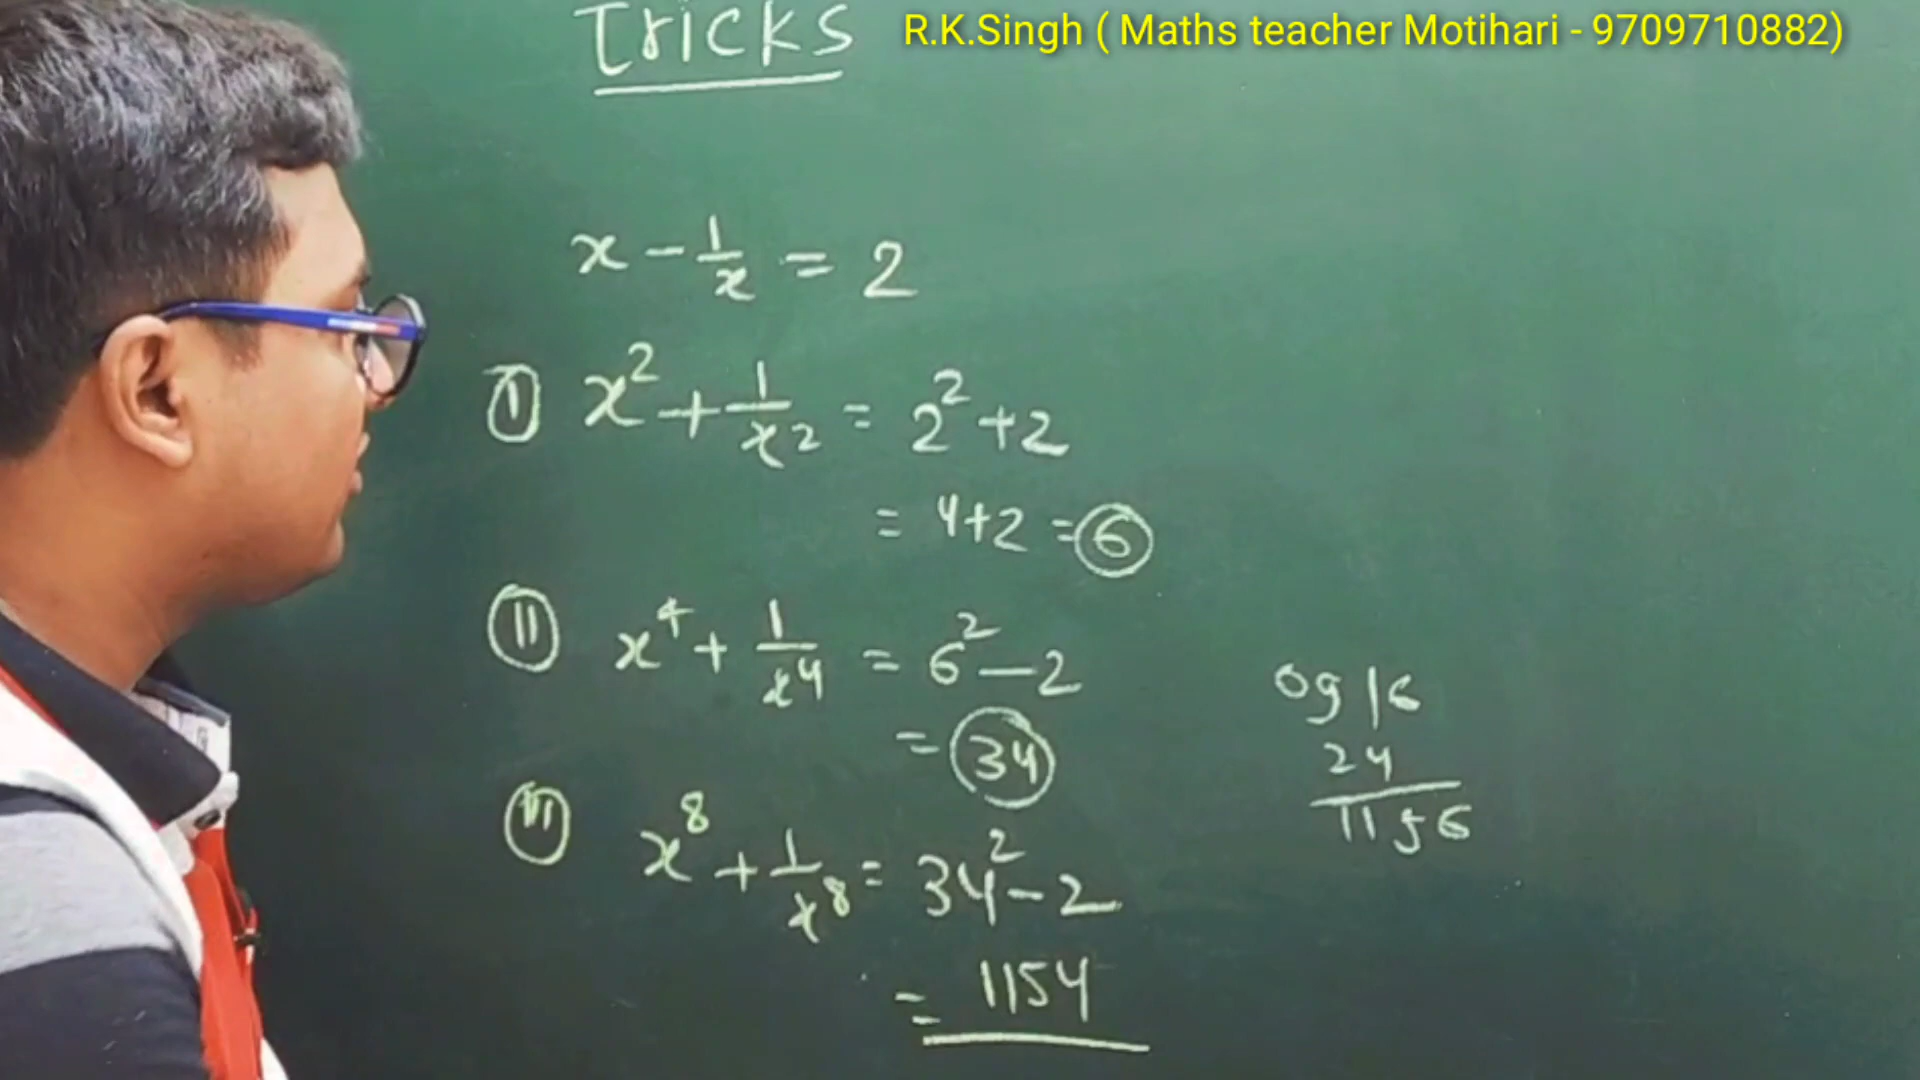 Tricks
R.K.Singh ( Maths teacher Motihari - 9709710882)
x - 1/x = 2
(I) x² + 1/x² = 2² + 2
= 4+2 = 6
(II) x⁴ + 1/x⁴ = 6² - 2
= 34
(III) x⁸ + 1/x⁸ = 34² - 2
= 1154
09 16
24
1156